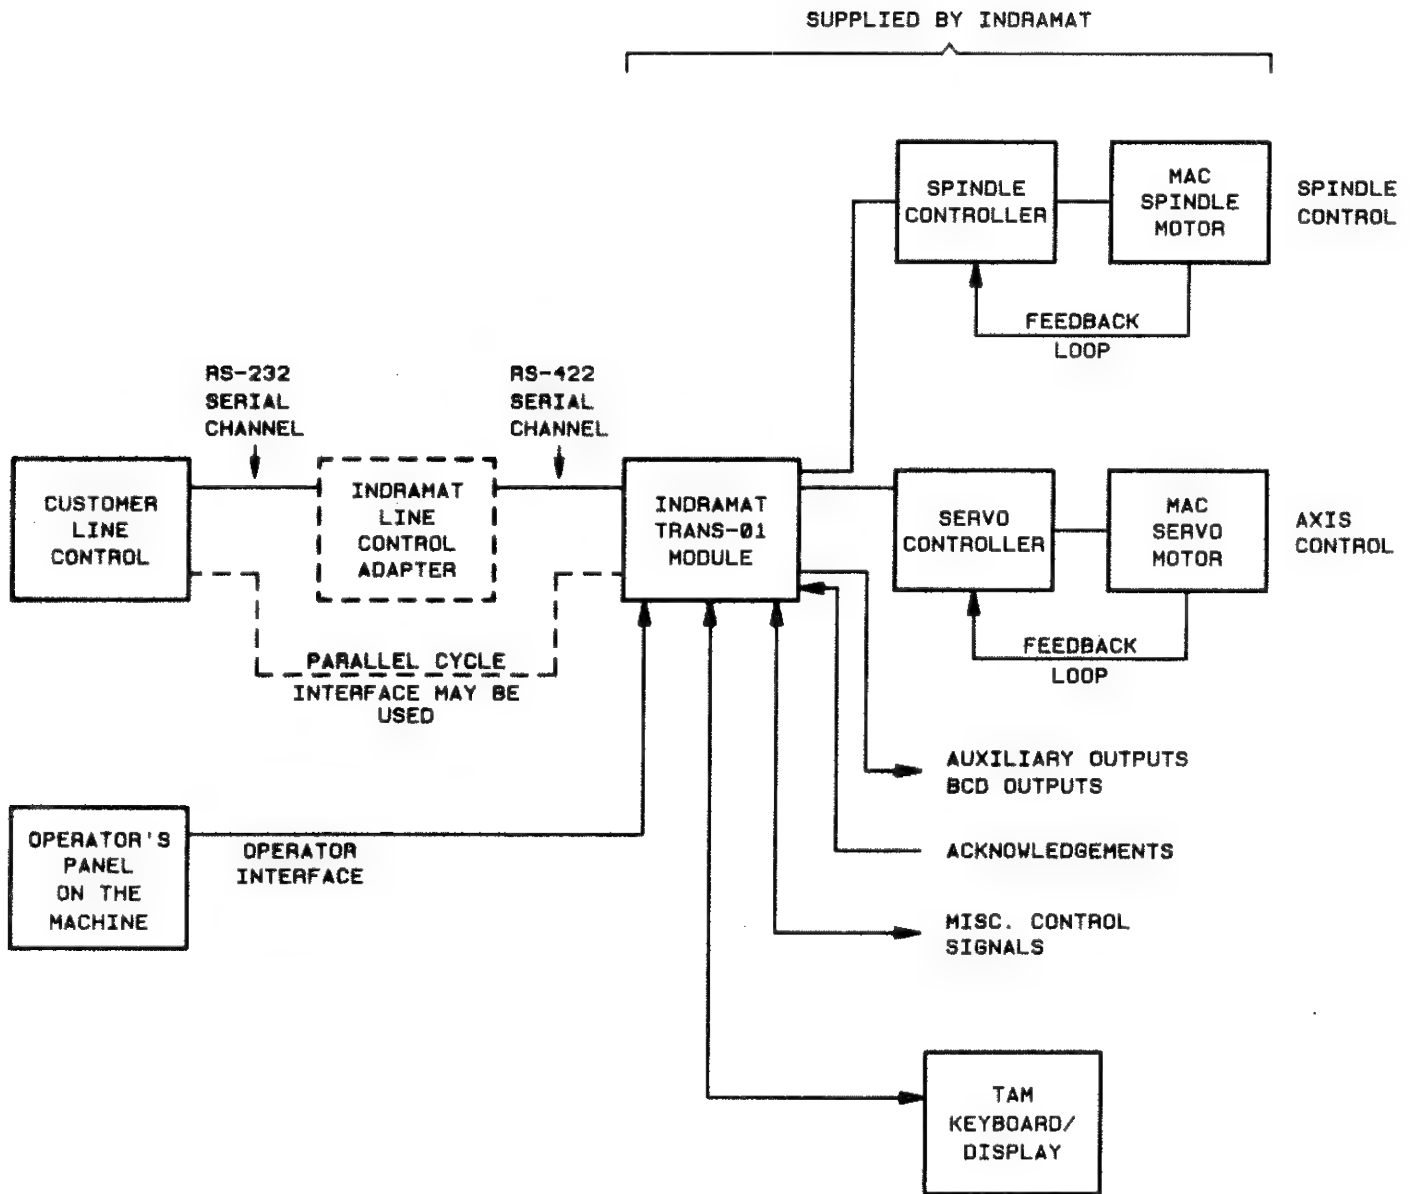 SUPPLIED BY INDRAMAT
SPINDLE
CONTROLLER
MAC
SPINDLE
MOTOR
SPINDLE
CONTROL
FEEDBACK
LOOP
RS-232
SERIAL
CHANNEL
RS-422
SERIAL
CHANNEL
CUSTOMER
LINE
CONTROL
INDRAMAT
LINE
CONTROL
ADAPTER
INDRAMAT
TRANS-01
MODULE
SERVO
CONTROLLER
MAC
SERVO
MOTOR
AXIS
CONTROL
FEEDBACK
LOOP
PARALLEL CYCLE
INTERFACE MAY BE
USED
AUXILIARY OUTPUTS
BCD OUTPUTS
OPERATOR'S
PANEL
ON THE
MACHINE
OPERATOR
INTERFACE
ACKNOWLEDGEMENTS
MISC. CONTROL
SIGNALS
TAM
KEYBOARD/
DISPLAY